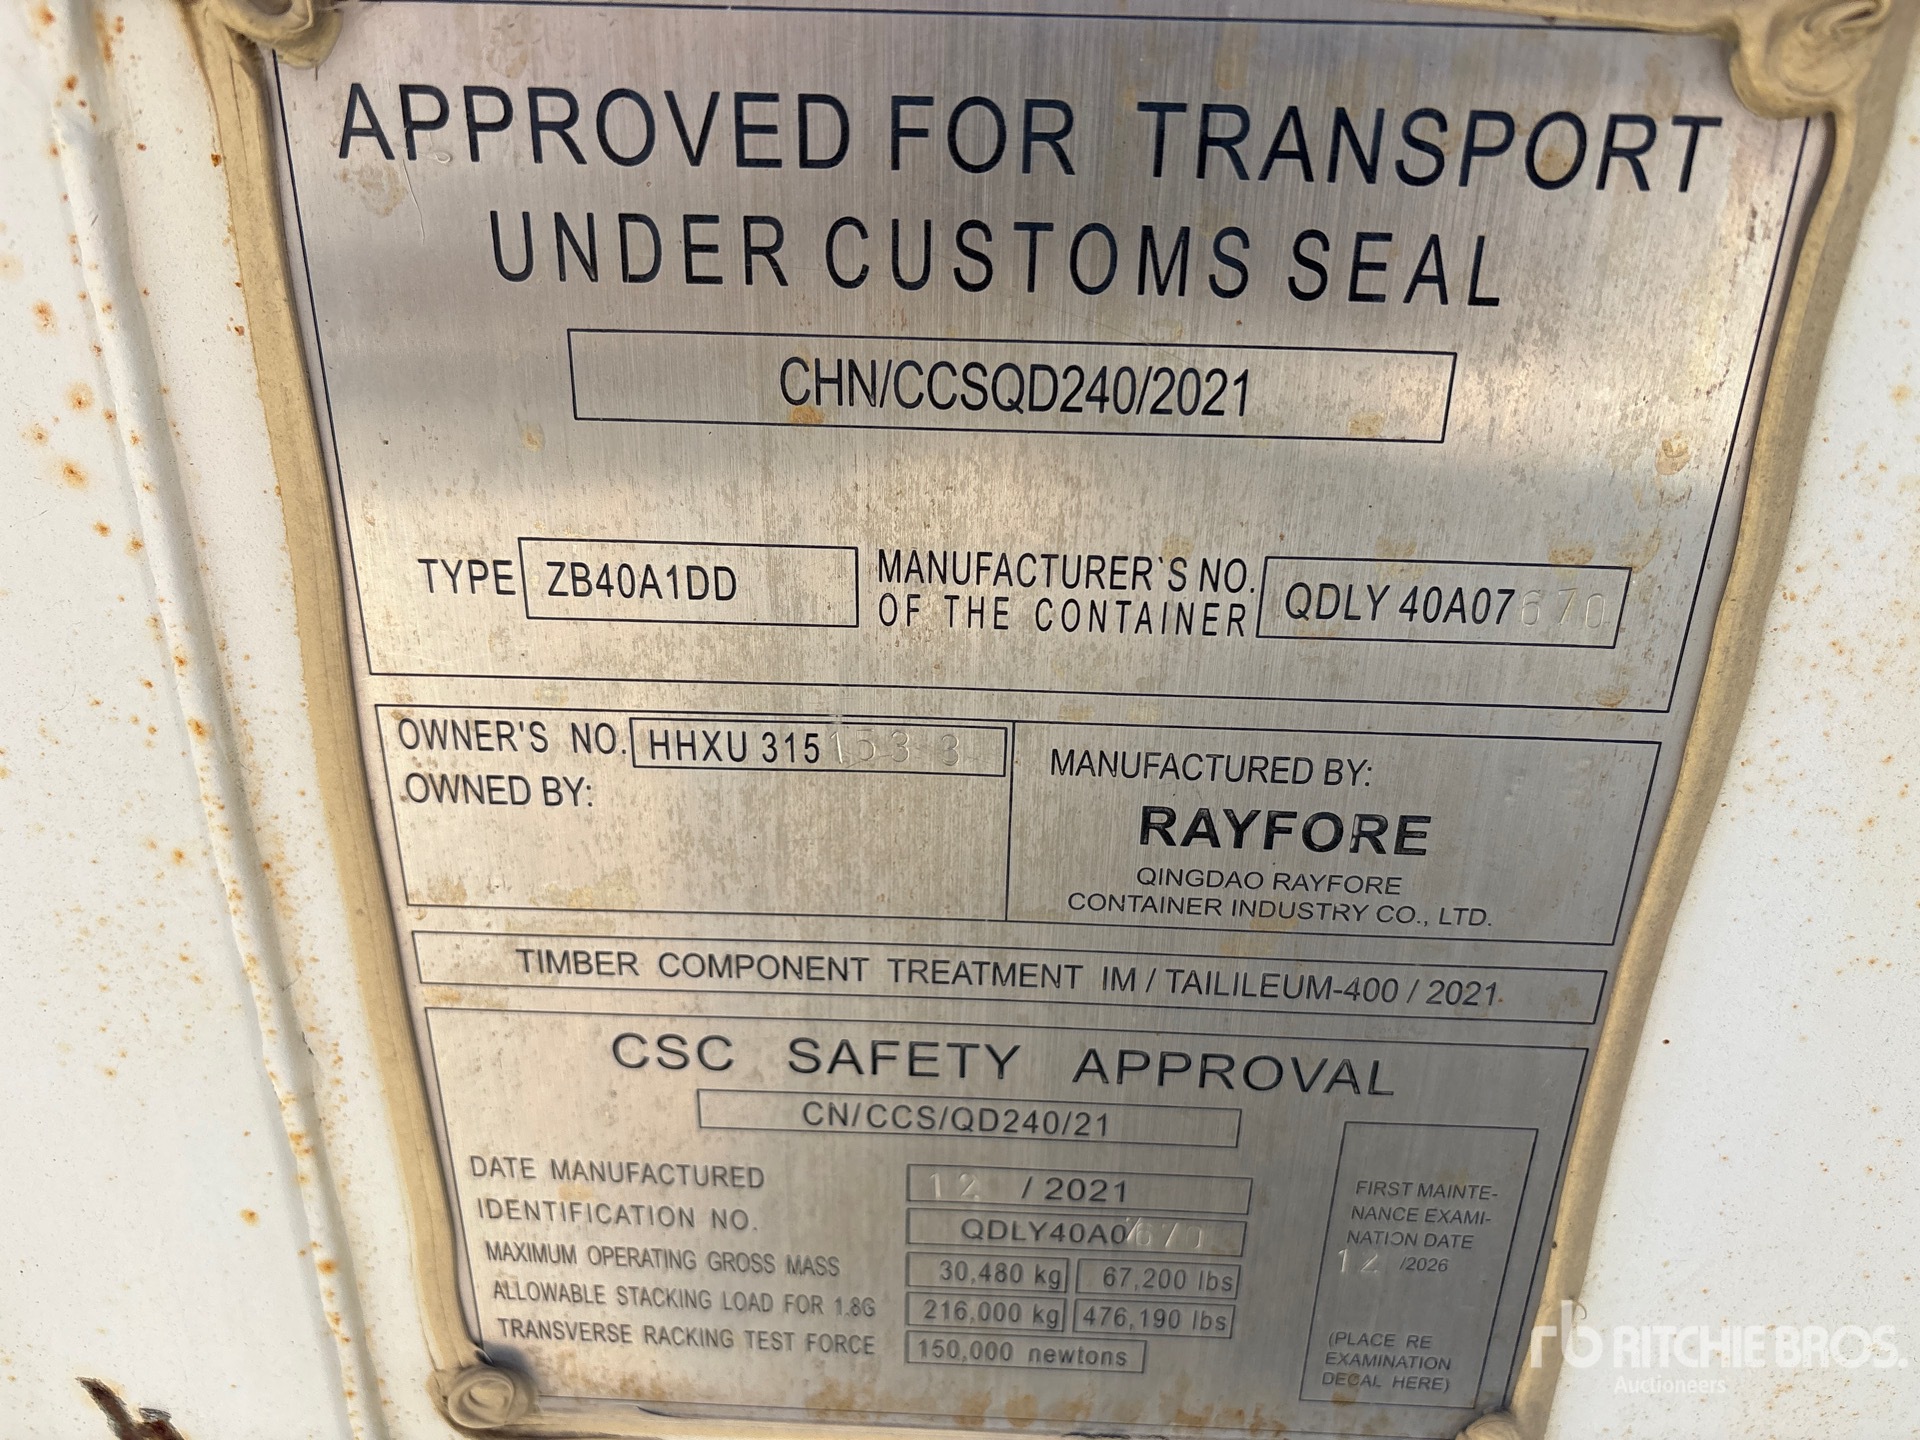 APPROVED FOR TRANSPORT
UNDER CUSTOMS SEAL
CHN/CCSQD240/2021
TYPE ZB40A1DD MANUFACTURER`S NO. OF THE CONTAINER QDLY 40A07670
OWNER'S NO. HHXU 315153 3
OWNED BY:
MANUFACTURED BY:
RAYFORE
QINGDAO RAYFORE
CONTAINER INDUSTRY CO., LTD.
TIMBER COMPONENT TREATMENT IM / TAILILEUM-400 / 2021
CSC SAFETY APPROVAL
CN/CCS/QD240/21
DATE MANUFACTURED 12 / 2021
IDENTIFICATION NO. QDLY40A07670
MAXIMUM OPERATING GROSS MASS 30,480 kg 67,200 lbs
ALLOWABLE STACKING LOAD FOR 1.8G 216,000 kg 476,190 lbs
TRANSVERSE RACKING TEST FORCE 150,000 newtons
FIRST MAINTE-
NANCE EXAMI-
NATION DATE
12 /2026
(PLACE RE
EXAMINATION
DECAL HERE)
rb RITCHIE BROS.
Auctioneers